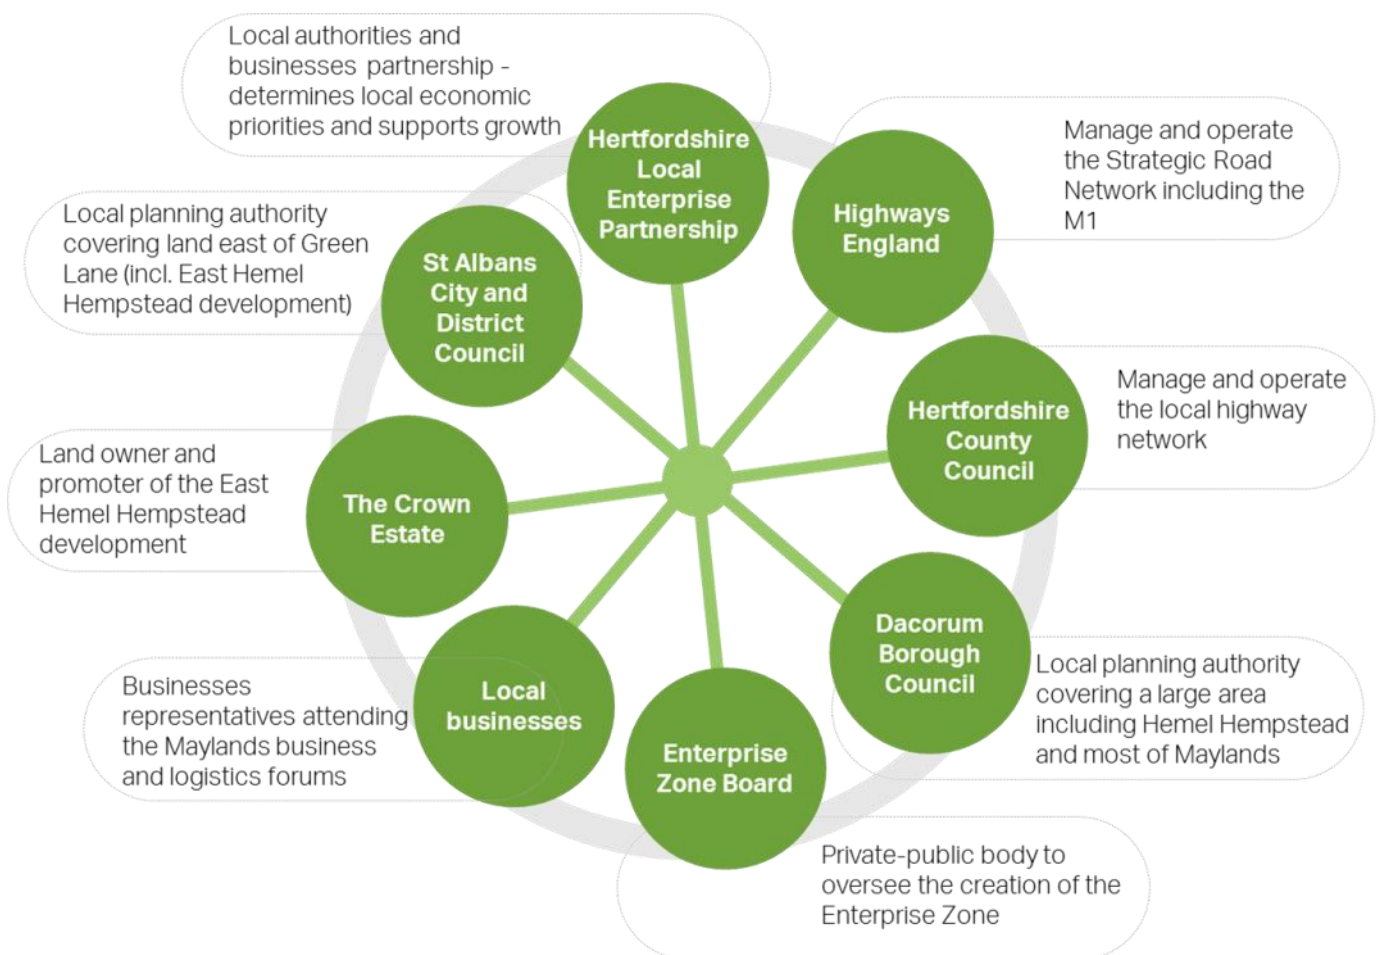 Local authorities and
businesses partnership -
determines local economic
priorities and supports growth
Hertfordshire
Local
Enterprise
Partnership
Manage and operate
the Strategic Road
Network including the
M1
Highways
England
Local planning authority
covering land east of Green
Lane (incl. East Hemel
Hempstead development)
St Albans
City and
District
Council
Manage and operate
the local highway
network
Hertfordshire
County
Council
Land owner and
promoter of the East
Hemel Hempstead
development
The Crown
Estate
Dacorum
Borough
Council
Local planning authority
covering a large area
including Hemel Hempstead
and most of Maylands
Businesses
representatives attending
the Maylands business
and logistics forums
Local
businesses
Enterprise
Zone Board
Private-public body to
oversee the creation of the
Enterprise Zone